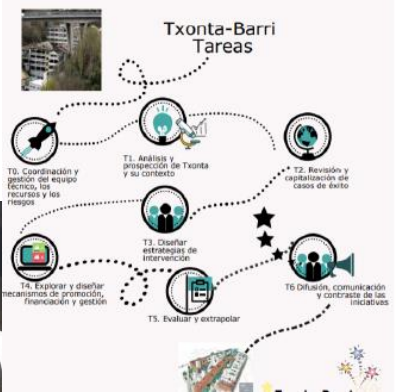 Txonta-Barri
Tareas
T0. Coordinación y
gestión del equipo
técnico, los
recursos y los
riesgos
T1. Análisis y
prospección de Txonta
y su contexto
T2. Revisión y
capitalización de
casos de éxito
T3. Diseñar
estrategias de
intervención
T4. Explorar y diseñar
mecanismos de promoción,
financiación y gestión
T5. Evaluar y extrapolar
T6 Difusión, comunicación
y contraste de las
iniciativas